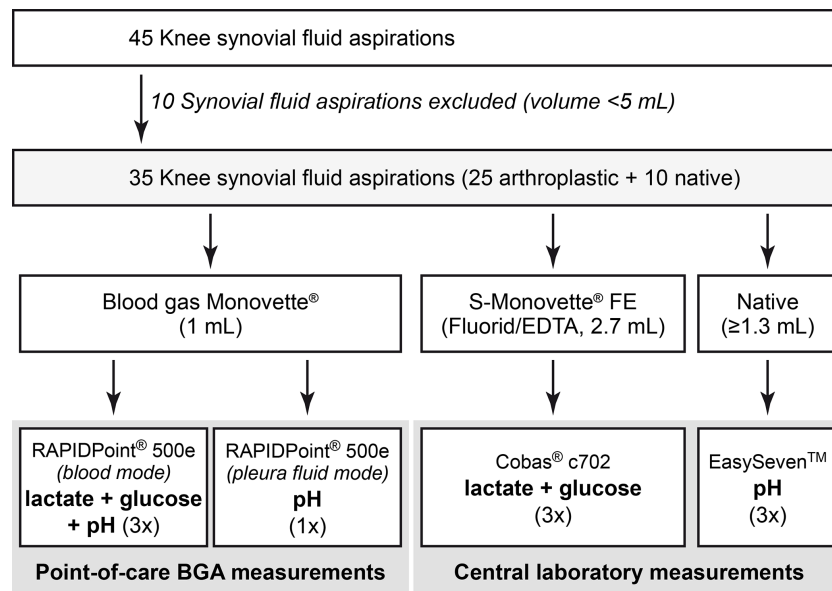 45 Knee synovial fluid aspirations
10 Synovial fluid aspirations excluded (volume <5 mL)
35 Knee synovial fluid aspirations (25 arthroplastic + 10 native)
Blood gas Monovette®
(1 mL)
S-Monovette® FE
(Fluorid/EDTA, 2.7 mL)
Native
(≥1.3 mL)
RAPIDPoint® 500e
(blood mode)
lactate + glucose
+ pH (3x)
RAPIDPoint® 500e
(pleura fluid mode)
pH
(1x)
Cobas® c702
lactate + glucose
(3x)
EasySeven™
pH
(3x)
Point-of-care BGA measurements
Central laboratory measurements